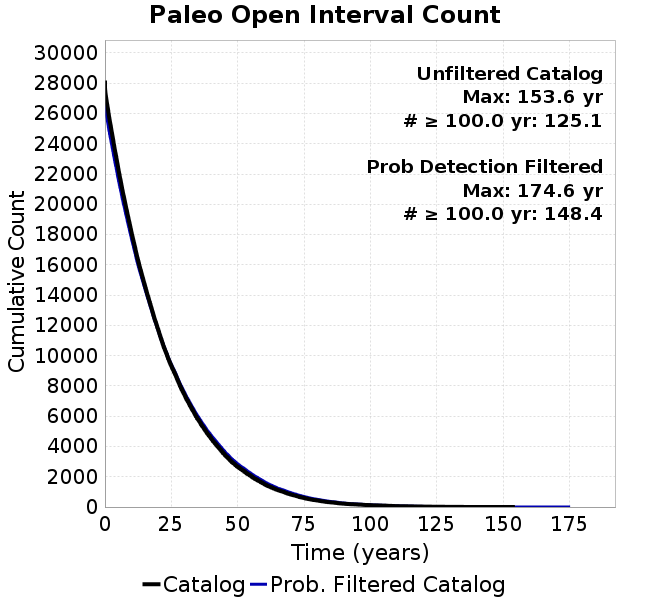 Paleo Open Interval Count
30000
28000
26000
24000
22000
20000
18000
16000
14000
12000
10000
8000
6000
4000
2000
0
Cumulative Count
Unfiltered Catalog
Max: 153.6 yr
# ≥ 100.0 yr: 125.1
Prob Detection Filtered
Max: 174.6 yr
# ≥ 100.0 yr: 148.4
0 25 50 75 100 125 150 175
Time (years)
Catalog Prob. Filtered Catalog